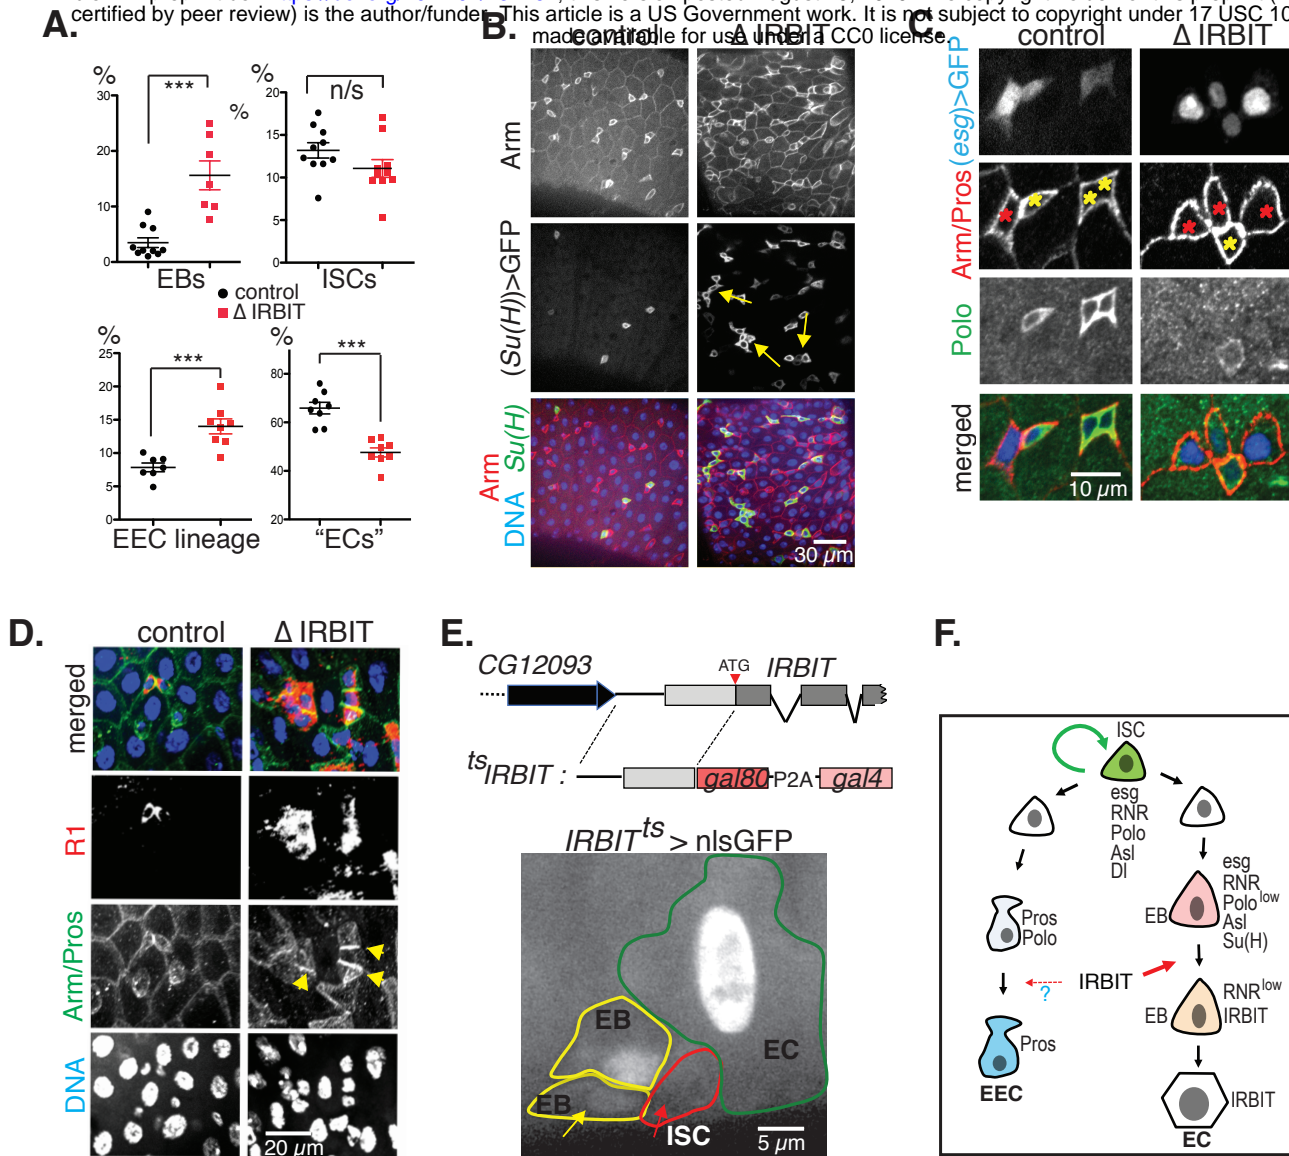 certified by peer review) is the author/funder. This article is a US Government work. It is not subject to copyright under 17 USC 10
made available for use under a CC0 license.
A.
%
30
20
10
0
***
EBs
%
%
20
15
10
5
0
n/s
ISCs
control
Δ IRBIT
%
25
20
15
10
5
0
***
EEC lineage
%
80
60
40
20
***
“ECs”
B.
control
Δ IRBIT
Arm
(Su(H))>GFP
Arm
DNA
Su(H)
30 µm
C.
control
Δ IRBIT
(esg)>GFP
Arm/Pros
Polo
merged
10 µm
D.
control
Δ IRBIT
merged
R1
Arm/Pros
DNA
20 µm
E.
CG12093
ATG
IRBIT
tsIRBIT :
gal80
P2A
gal4
IRBITts > nlsGFP
EB
EB
EC
ISC
5 µm
F.
ISC
esg
RNR
Polo
Asl
Dl
esg
RNR
Polo low
Asl
Su(H)
EB
Pros
Polo
IRBIT
?
RNR low
IRBIT
EB
Pros
EEC
IRBIT
EC